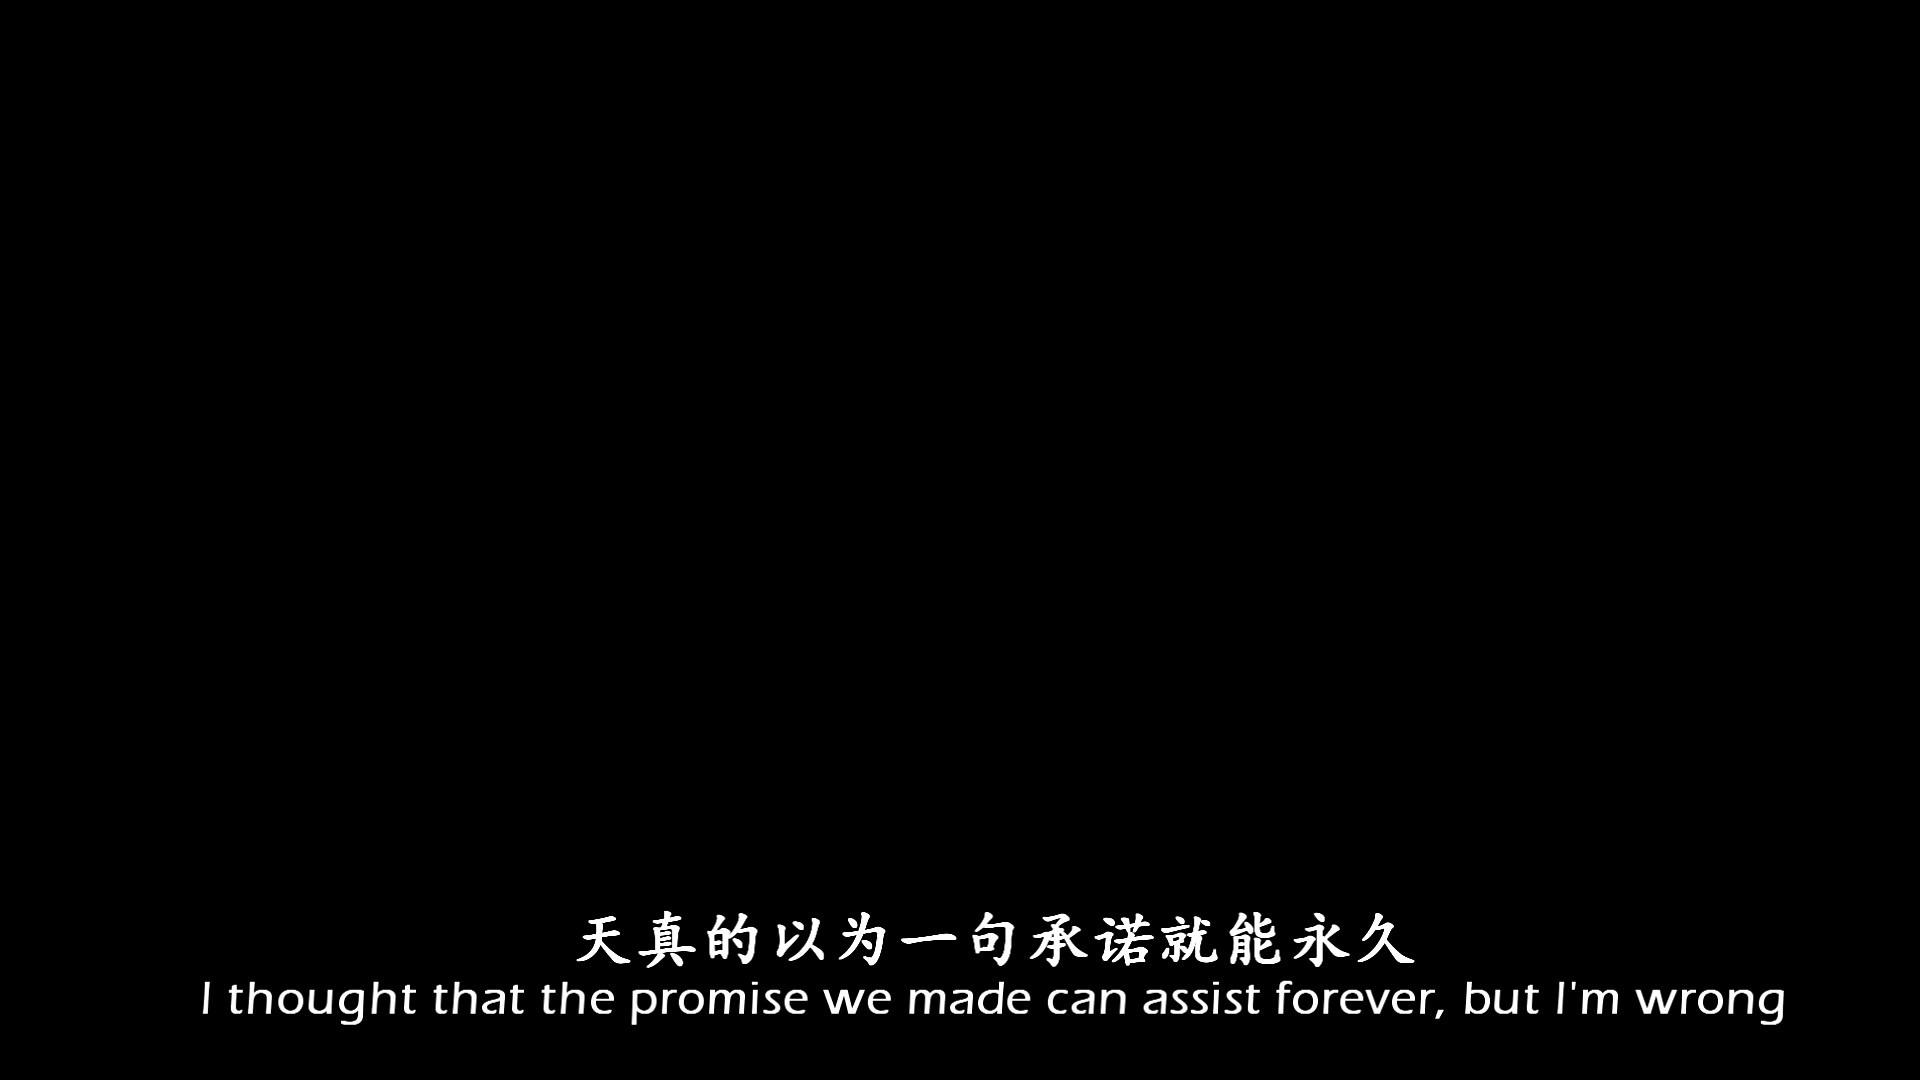 天真的以为一句承诺就能永久
I thought that the promise we made can assist forever, but I'm wrong